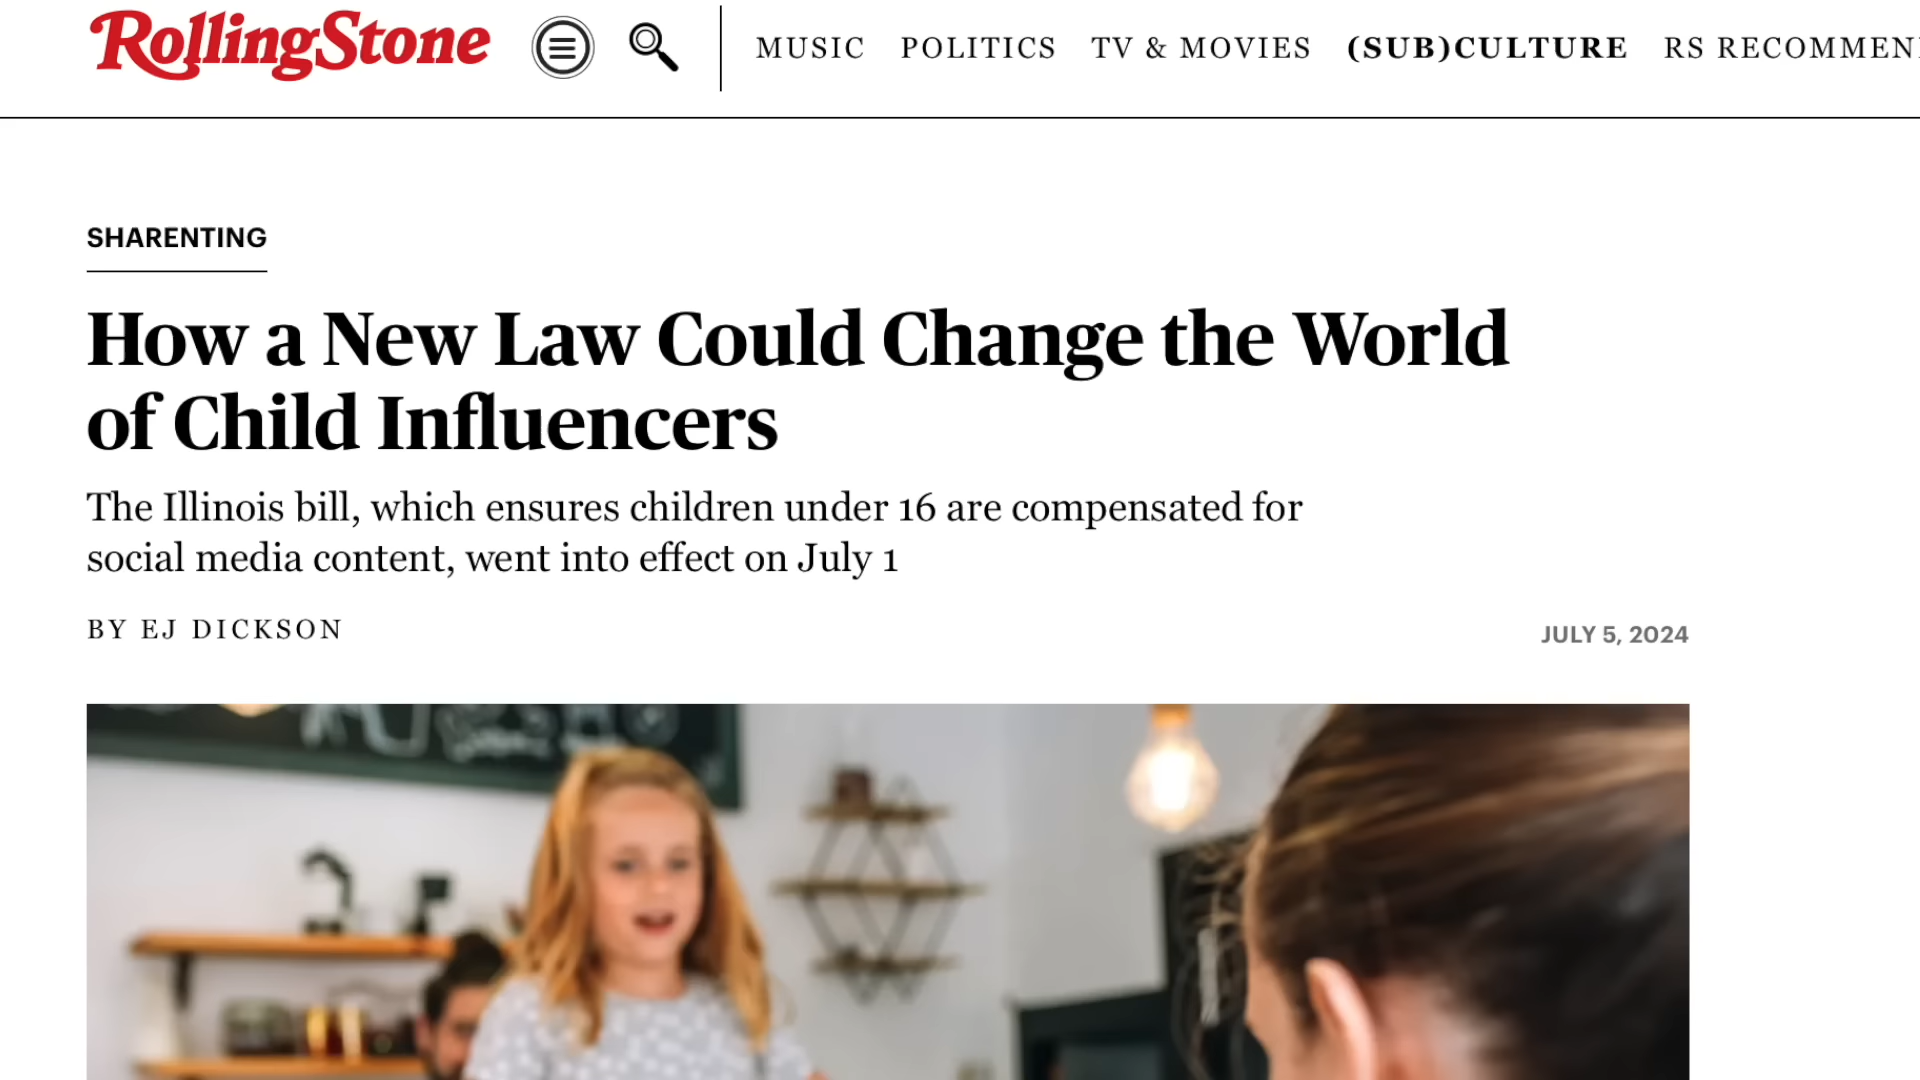 RollingStone
MUSIC POLITICS TV & MOVIES (SUB)CULTURE RS RECOMMEN
SHARENTING
How a New Law Could Change the World
of Child Influencers
The Illinois bill, which ensures children under 16 are compensated for
social media content, went into effect on July 1
BY EJ DICKSON
JULY 5, 2024